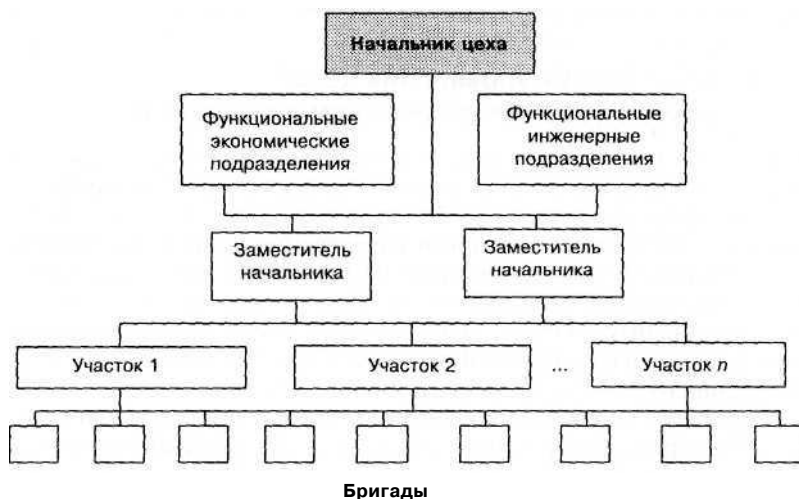 Начальник цеха
Функциональные
экономические
подразделения
Функциональные
инженерные
подразделения
Заместитель
начальника
Заместитель
начальника
Участок 1
Участок 2
...
Участок n
Бригады